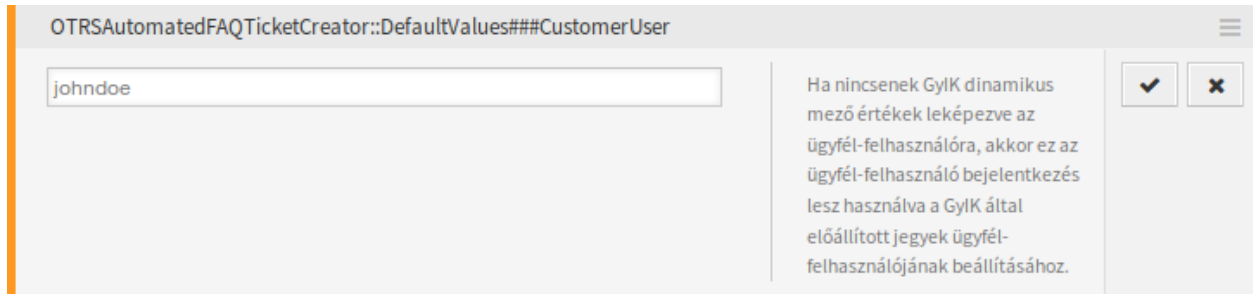 OTRSAutomatedFAQTicketCreator::DefaultValues###CustomerUser
johndoe
Ha nincsenek GyIK dinamikus
mező értékek leképezve az
ügyfél-felhasználóra, akkor ez az
ügyfél-felhasználó bejelentkezés
lesz használva a GyIK által
előállított jegyek ügyfél-
felhasználójának beállításához.